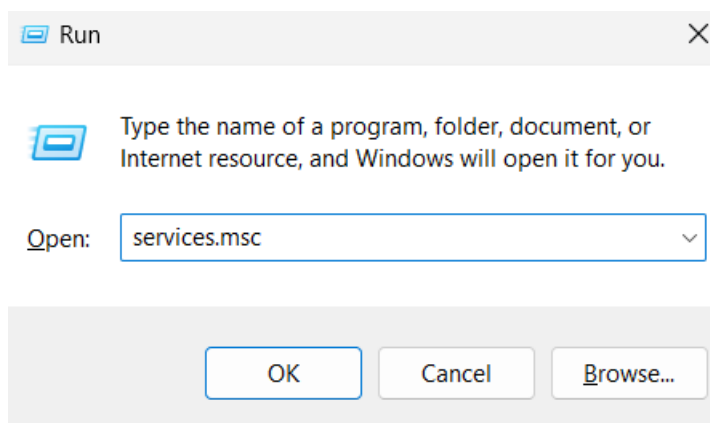 Run
Type the name of a program, folder, document, or
Internet resource, and Windows will open it for you.
Open: services.msc
OK Cancel Browse...